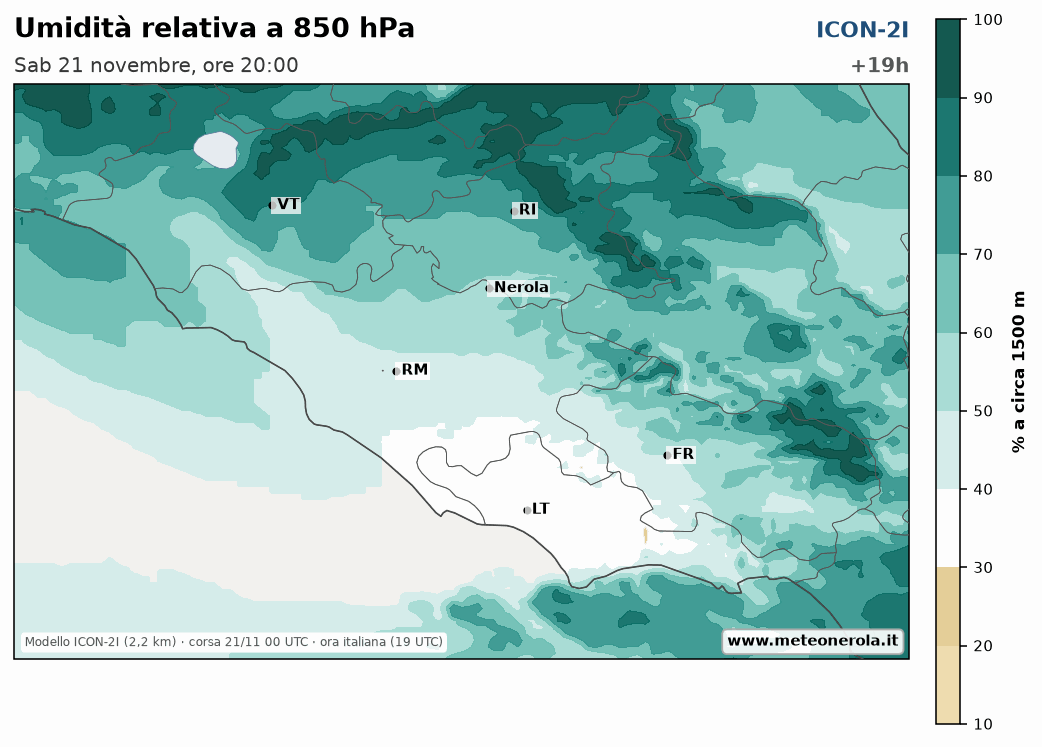 Umidità relativa a 850 hPa
ICON-2I
Sab 21 novembre, ore 20:00
+19h
100
90
80
70
60
50
40
30
20
10
% a circa 1500 m
VT
RI
1
Nerola
RM
FR
LT
Modello ICON-2I (2,2 km) · corsa 21/11 00 UTC · ora italiana (19 UTC)
www.meteonerola.it